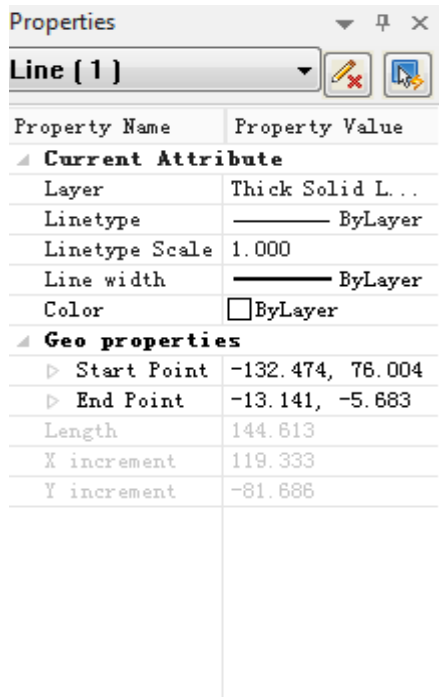 Properties
Line ( 1 )
Property Name Property Value
Current Attribute
Layer Thick Solid L...
Linetype ByLayer
Linetype Scale 1.000
Line width ByLayer
Color ByLayer
Geo properties
Start Point -132.474, 76.004
End Point -13.141, -5.683
Length 144.613
X increment 119.333
Y increment -81.686